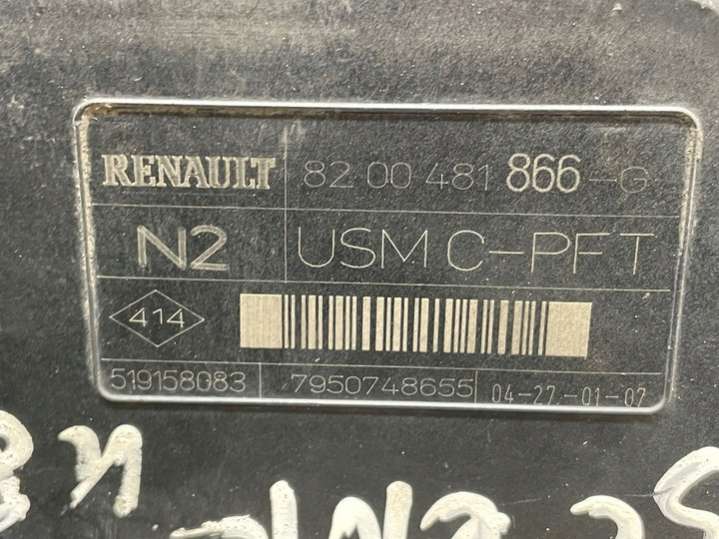 RENAULT 82 00 481 866-G
N2 USM C-PFT
414
519158083 7950748655 04-27-01-07